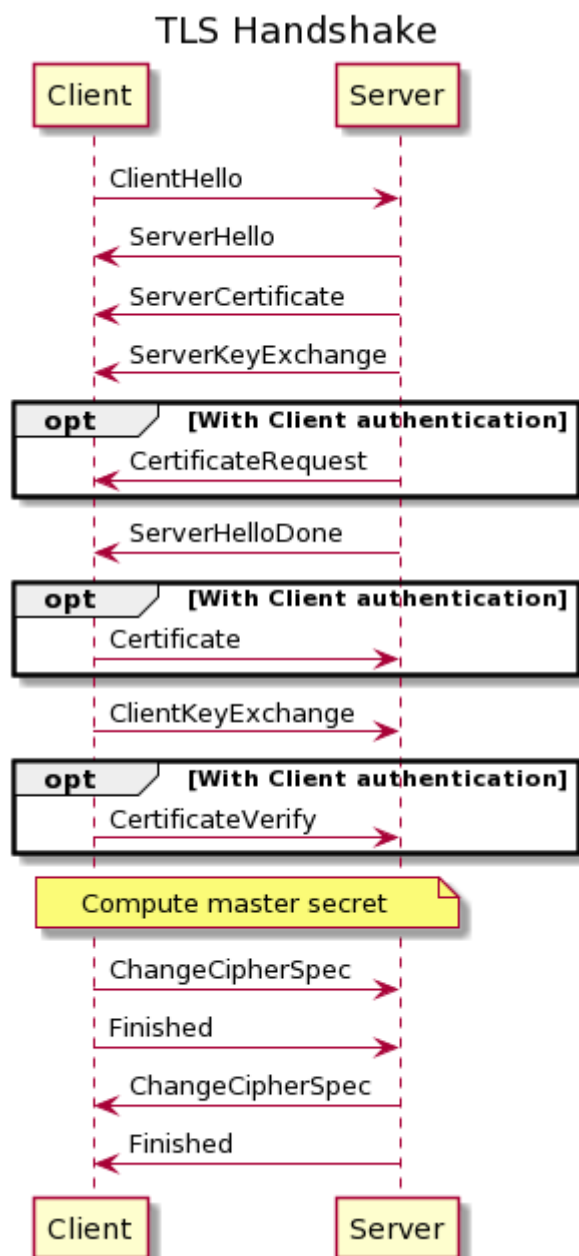 TLS Handshake
Client Server
ClientHello
ServerHello
ServerCertificate
ServerKeyExchange
opt [With Client authentication]
CertificateRequest
ServerHelloDone
opt [With Client authentication]
Certificate
ClientKeyExchange
opt [With Client authentication]
CertificateVerify
Compute master secret
ChangeCipherSpec
Finished
ChangeCipherSpec
Finished
Client Server